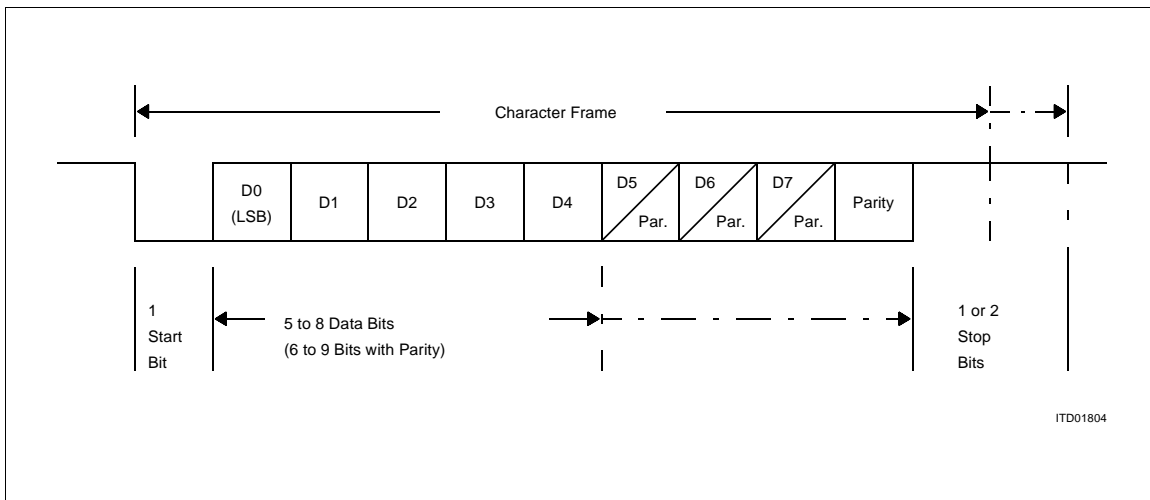 Character Frame
D0
(LSB)
D1
D2
D3
D4
D5
Par.
D6
Par.
D7
Par.
Parity
1
Start
Bit
5 to 8 Data Bits
(6 to 9 Bits with Parity)
1 or 2
Stop
Bits
ITD01804